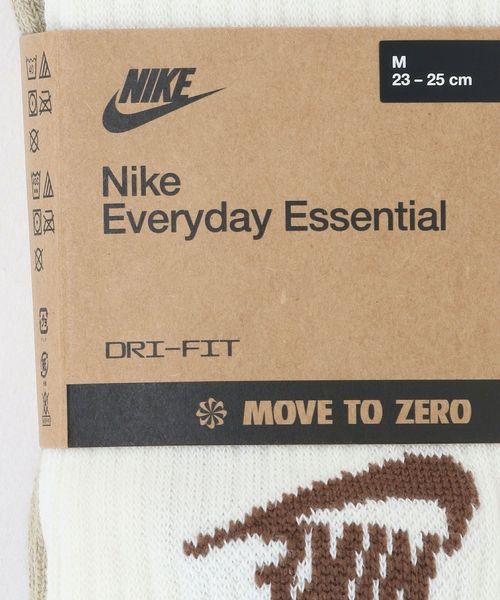 NIKE
M
23 – 25 cm
Nike
Everyday Essential
DRI-FIT
MOVE TO ZERO